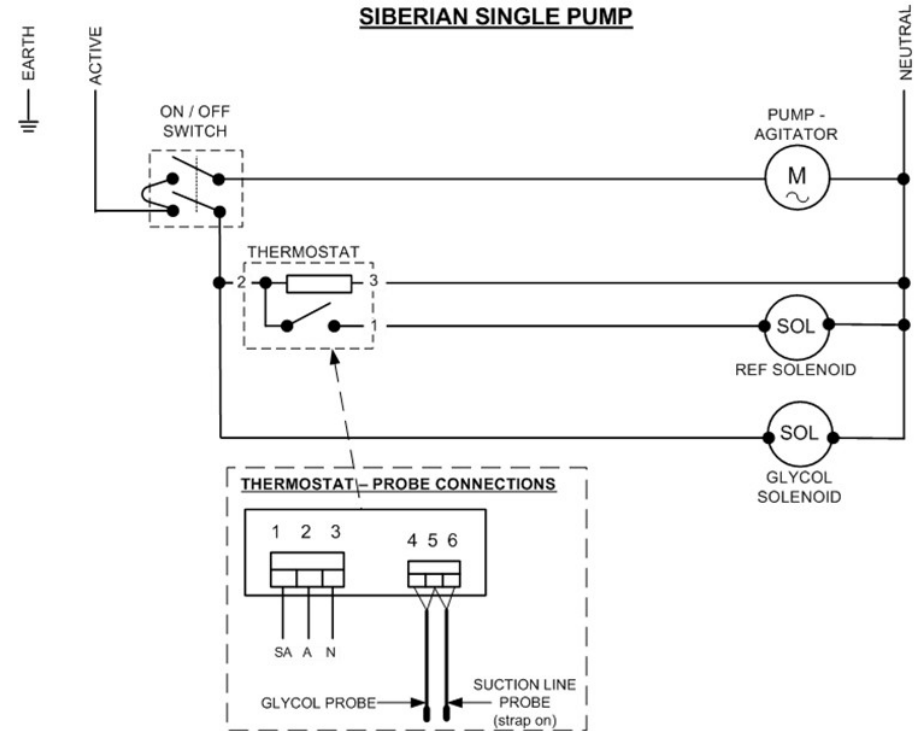 SIBERIAN SINGLE PUMP
EARTH
ACTIVE
NEUTRAL
ON / OFF
SWITCH
PUMP -
AGITATOR
M
THERMOSTAT
2
3
1
SOL
REF SOLENOID
SOL
GLYCOL
SOLENOID
THERMOSTAT – PROBE CONNECTIONS
1 2 3
4 5 6
SA A N
GLYCOL PROBE
SUCTION LINE
PROBE
(strap on)